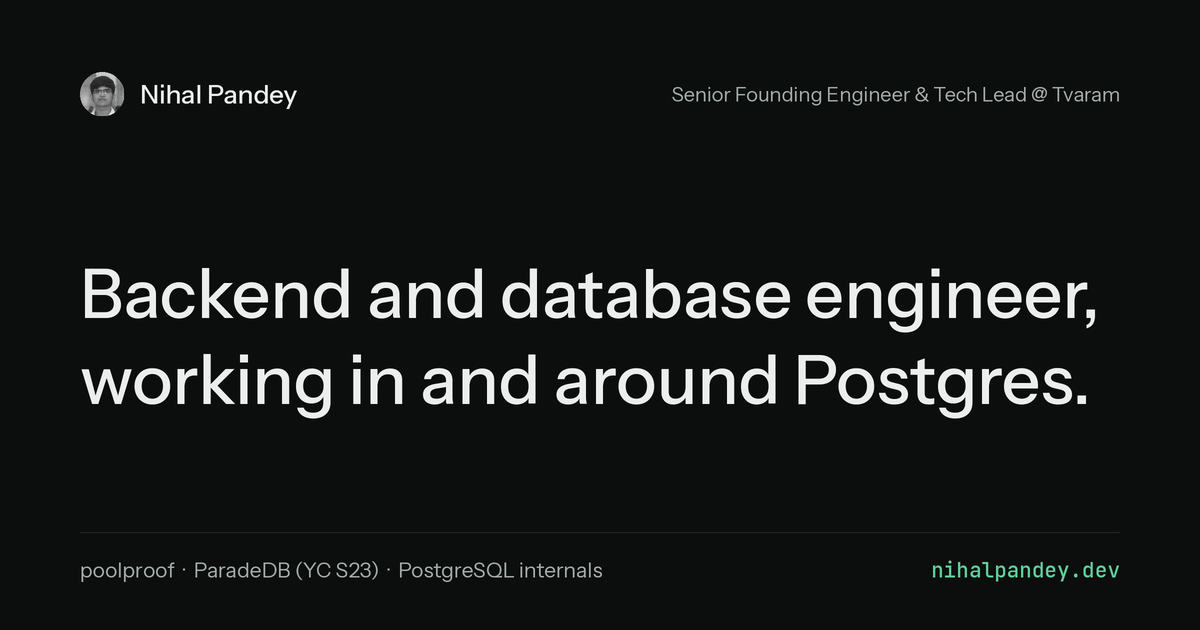 Nihal Pandey
Senior Founding Engineer & Tech Lead @ Tvaram
Backend and database engineer,
working in and around Postgres.
poolproof · ParadeDB (YC S23) · PostgreSQL internals
nihalpandey.dev